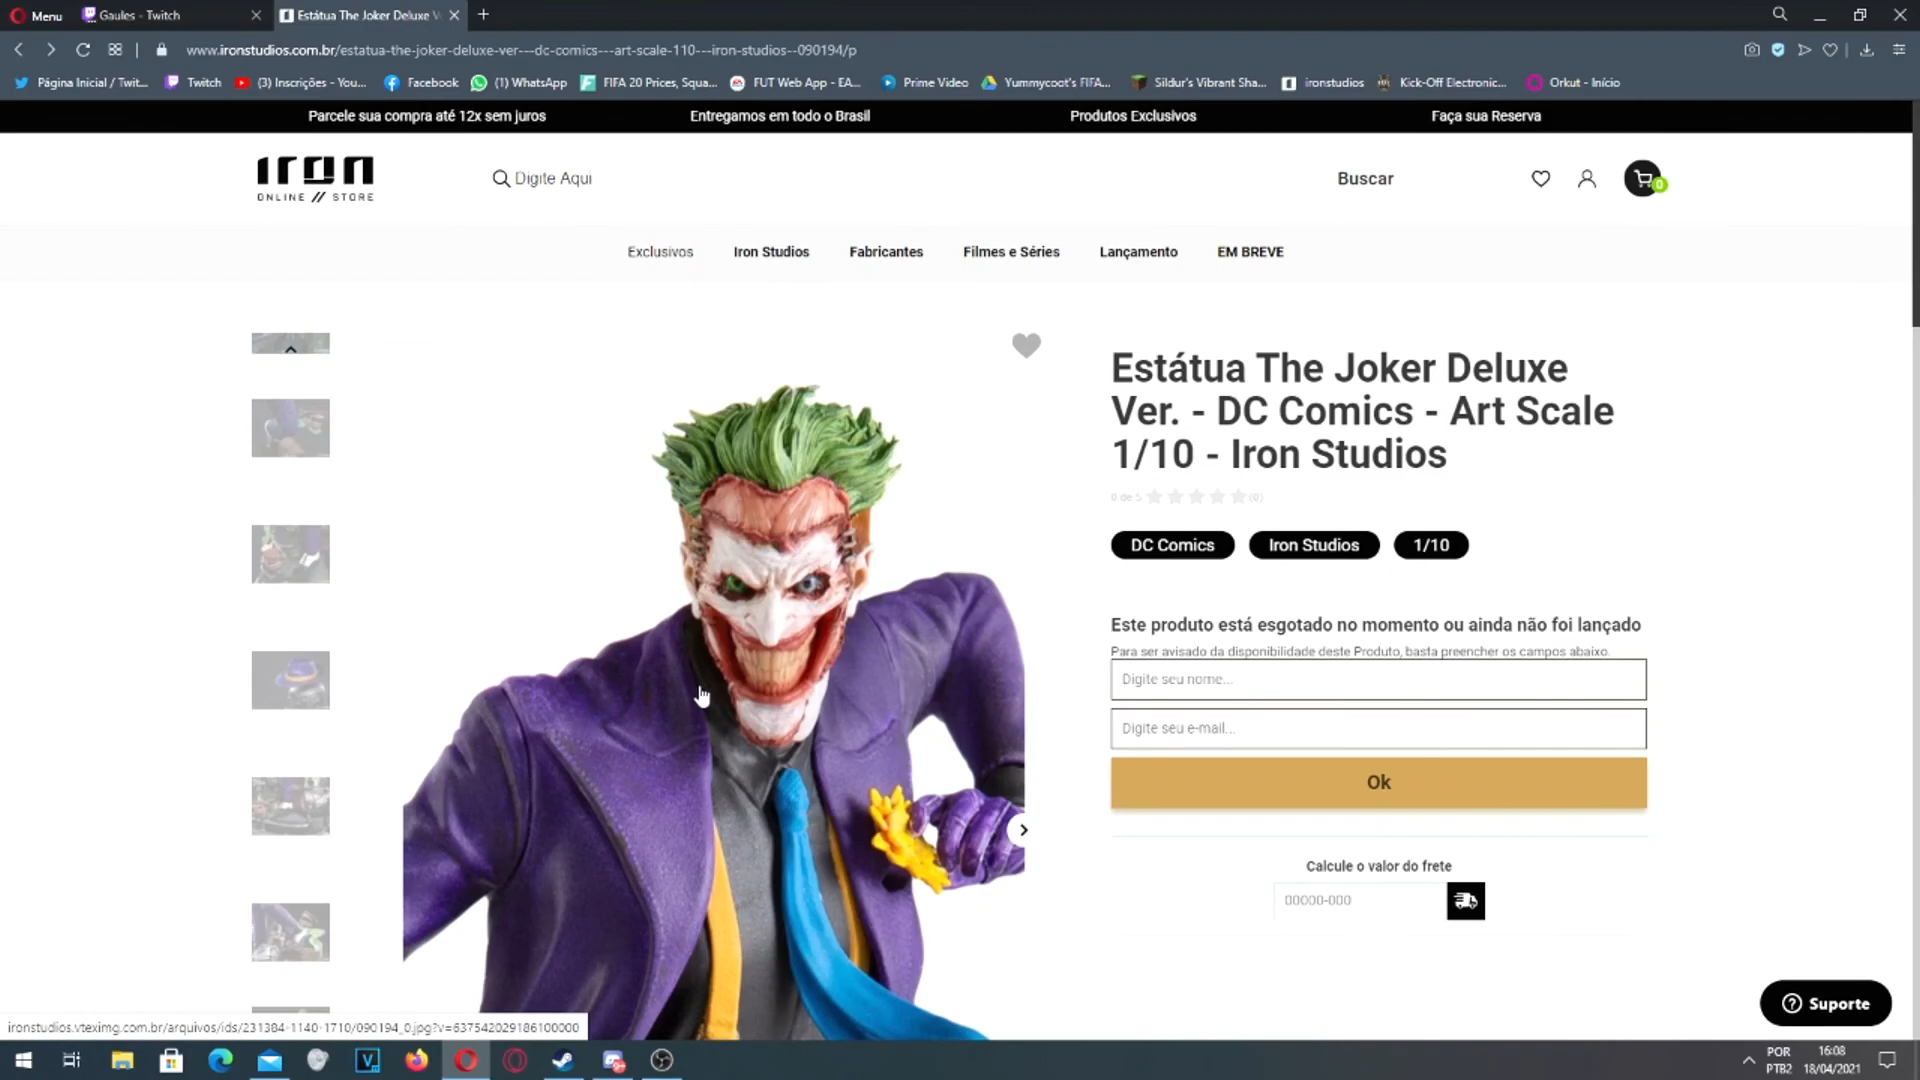 Menu
Gaules - Twitch
Estátua The Joker Deluxe V
www.ironstudios.com.br/estatua-the-joker-deluxe-ver---dc-comics---art-scale-110---iron-studios--090194/p
Página Inicial / Twit...
Twitch
(3) Inscrições - You...
Facebook
(1) WhatsApp
FIFA 20 Prices, Squa...
FUT Web App - EA...
Prime Video
Yummycoot's FIFA...
Sildur's Vibrant Sha...
ironstudios
Kick-Off Electronic...
Orkut - Início
Parcele sua compra até 12x sem juros
Entregamos em todo o Brasil
Produtos Exclusivos
Faça sua Reserva
iron
ONLINE // STORE
Digite Aqui
Buscar
0
Exclusivos
Iron Studios
Fabricantes
Filmes e Séries
Lançamento
EM BREVE
Estátua The Joker Deluxe
Ver. - DC Comics - Art Scale
1/10 - Iron Studios
0 de 5
(0)
DC Comics
Iron Studios
1/10
Este produto está esgotado no momento ou ainda não foi lançado
Para ser avisado da disponibilidade deste Produto, basta preencher os campos abaixo.
Digite seu nome...
Digite seu e-mail...
Ok
Calcule o valor do frete
00000-000
Suporte
ironstudios.vteximg.com.br/arquivos/ids/231384-1140-1710/090194_0.jpg?v=637542029186100000
POR
PTB2
16:08
18/04/2021